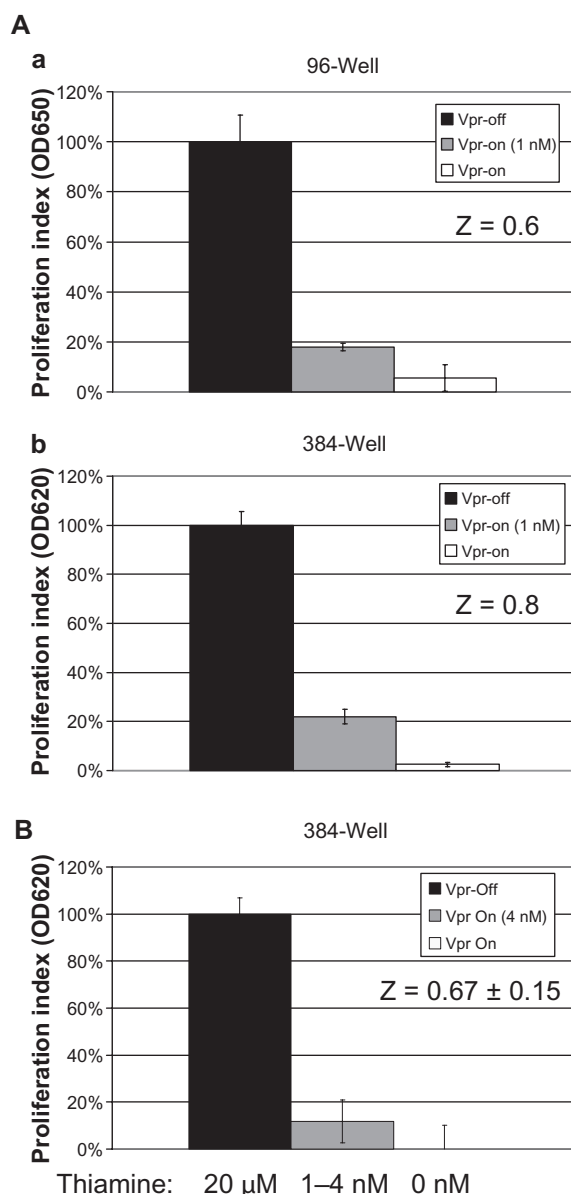 A
a
96-Well
Proliferation index (OD650)
120%
100%
80%
60%
40%
20%
0%
Vpr-off
Vpr-on (1 nM)
Vpr-on
Z = 0.6
b
384-Well
Proliferation index (OD620)
120%
100%
80%
60%
40%
20%
0%
Vpr-off
Vpr-on (1 nM)
Vpr-on
Z = 0.8
B
384-Well
Proliferation index (OD620)
120%
100%
80%
60%
40%
20%
0%
Vpr-Off
Vpr On (4 nM)
Vpr On
Z = 0.67 ± 0.15
Thiamine: 20 µM 1–4 nM 0 nM